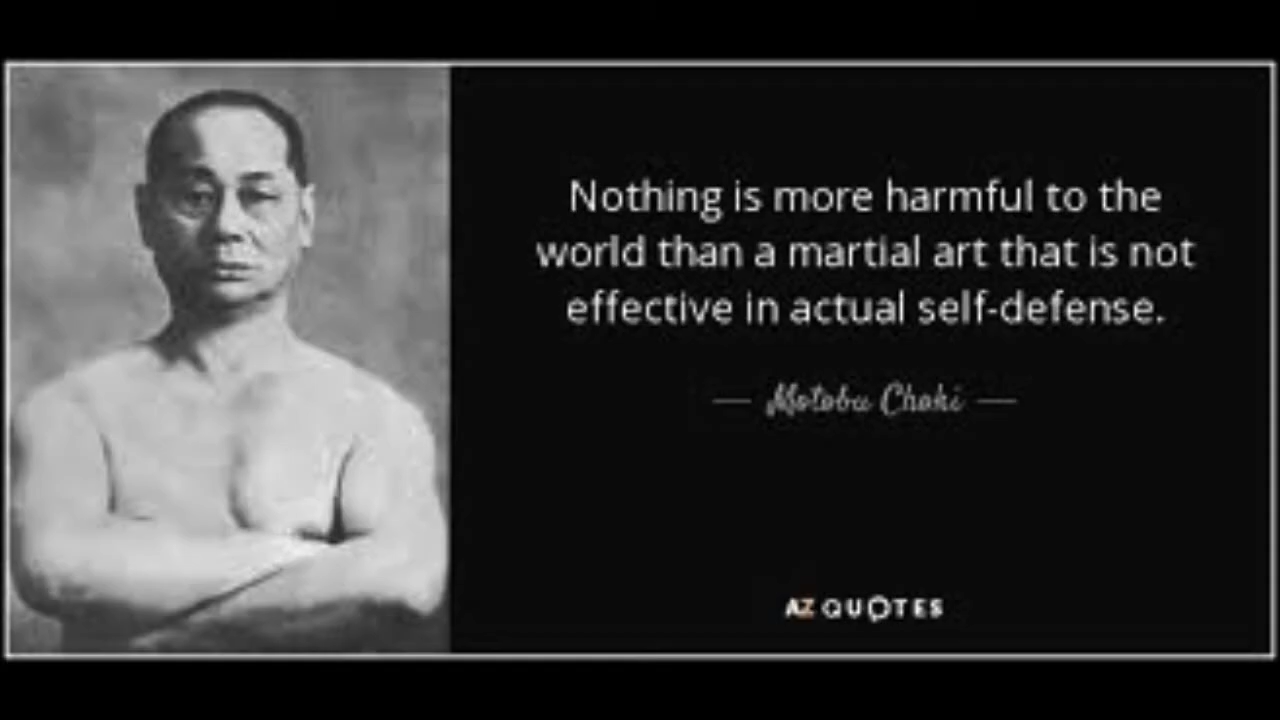 Nothing is more harmful to the
world than a martial art that is not
effective in actual self-defense.
— Motobu Choki —
AZ QUOTES